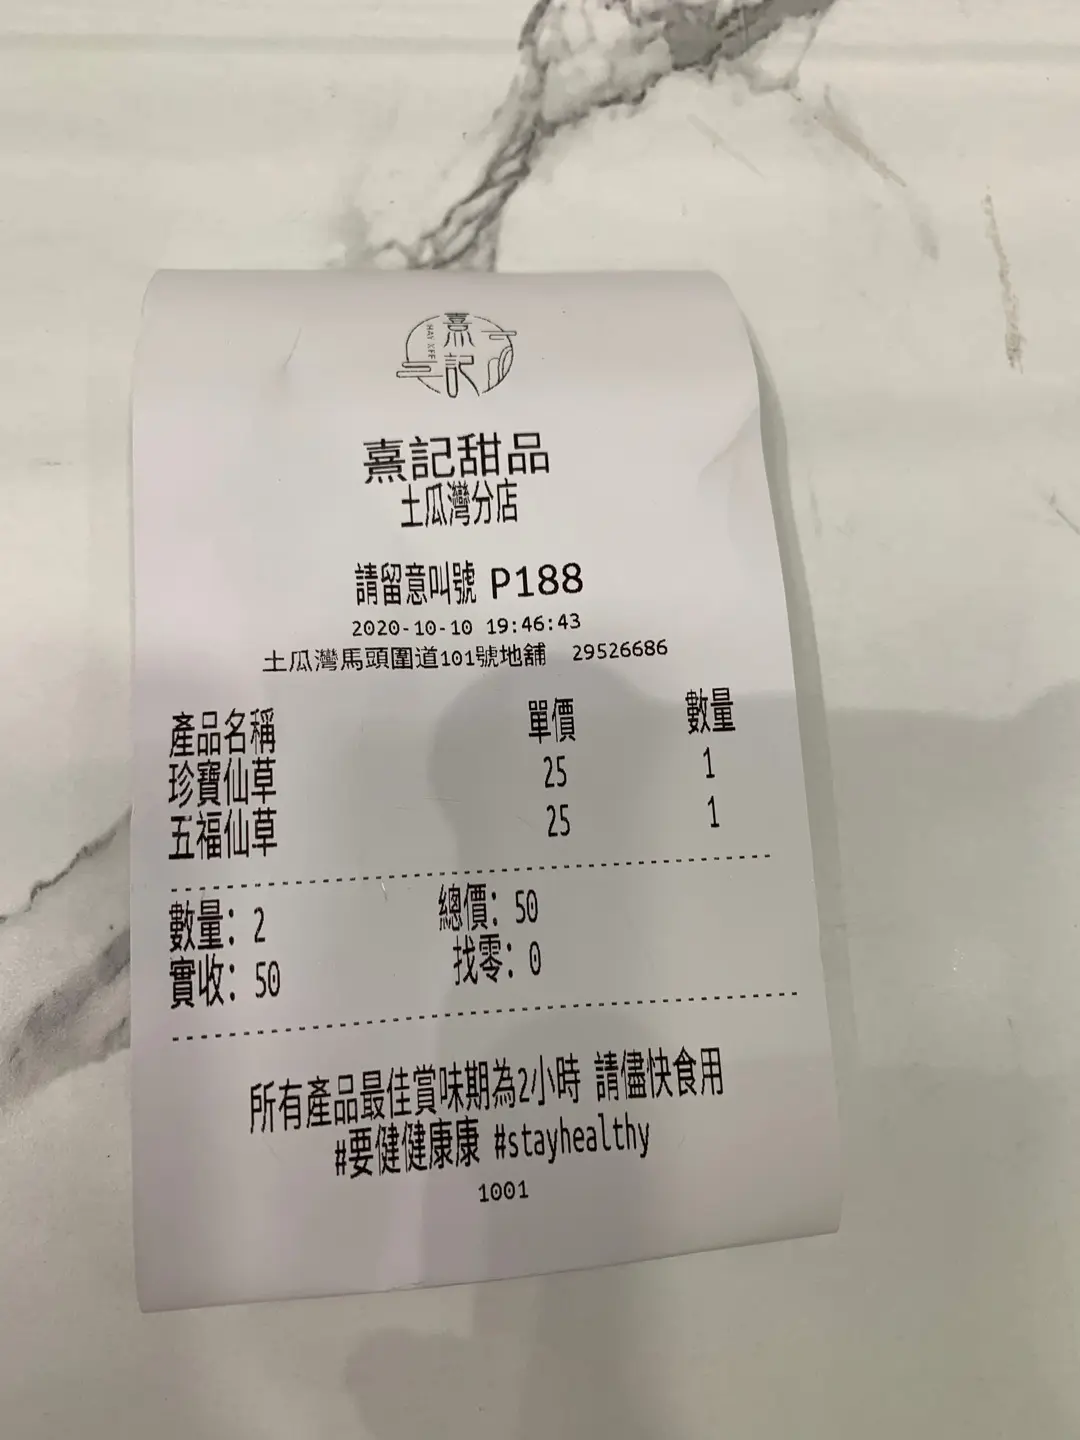 熹記
HAY KEE
熹記甜品
土瓜灣分店
請留意叫號 P188
2020-10-10 19:46:43
土瓜灣馬頭圍道101號地舖 29526686
產品名稱 單價 數量
珍寶仙草 25 1
五福仙草 25 1
數量: 2 總價: 50
實收: 50 找零: 0
所有產品最佳賞味期為2小時 請儘快食用
#要健健康康 #stayhealthy
1001